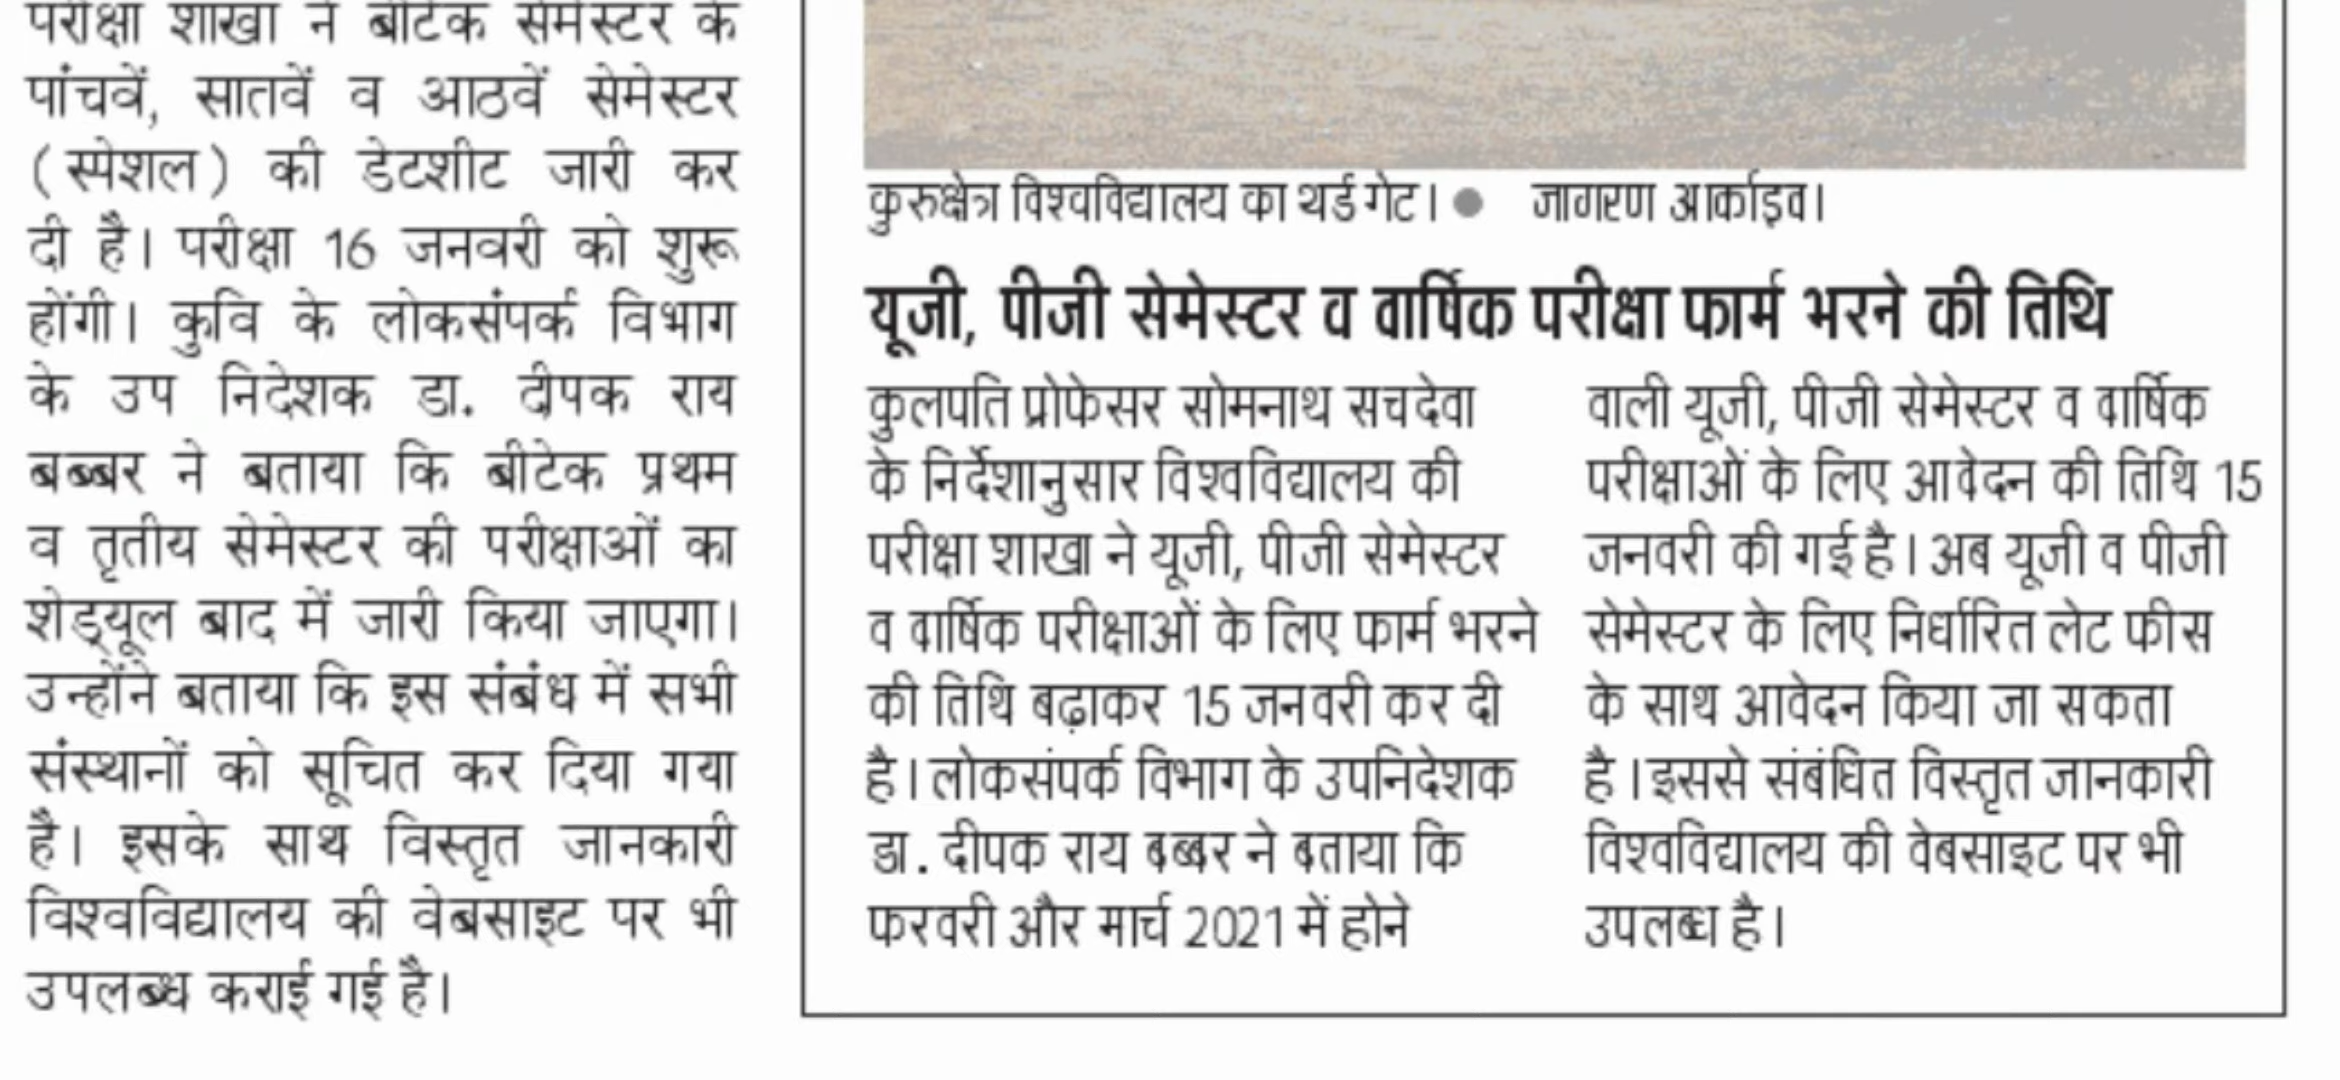 परीक्षा शाखा ने बीटेक सेमेस्टर के
पांचवें, सातवें व आठवें सेमेस्टर
(स्पेशल) की डेटशीट जारी कर
दी है। परीक्षा 16 जनवरी को शुरू
होंगी। कुवि के लोकसंपर्क विभाग
के उप निदेशक डा. दीपक राय
बब्बर ने बताया कि बीटेक प्रथम
व तृतीय सेमेस्टर की परीक्षाओं का
शेड्यूल बाद में जारी किया जाएगा।
उन्होंने बताया कि इस संबंध में सभी
संस्थानों को सूचित कर दिया गया
है। इसके साथ विस्तृत जानकारी
विश्वविद्यालय की वेबसाइट पर भी
उपलब्ध कराई गई है।
कुरुक्षेत्र विश्वविद्यालय का थर्ड गेट। ● जागरण आर्काइव।
यूजी, पीजी सेमेस्टर व वार्षिक परीक्षा फार्म भरने की तिथि
कुलपति प्रोफेसर सोमनाथ सचदेवा
के निर्देशानुसार विश्वविद्यालय की
परीक्षा शाखा ने यूजी, पीजी सेमेस्टर
व वार्षिक परीक्षाओं के लिए फार्म भरने
की तिथि बढ़ाकर 15 जनवरी कर दी
है। लोकसंपर्क विभाग के उपनिदेशक
डा. दीपक राय बब्बर ने बताया कि
फरवरी और मार्च 2021 में होने
वाली यूजी, पीजी सेमेस्टर व वार्षिक
परीक्षाओं के लिए आवेदन की तिथि 15
जनवरी की गई है। अब यूजी व पीजी
सेमेस्टर के लिए निर्धारित लेट फीस
के साथ आवेदन किया जा सकता
है। इससे संबंधित विस्तृत जानकारी
विश्वविद्यालय की वेबसाइट पर भी
उपलब्ध है।